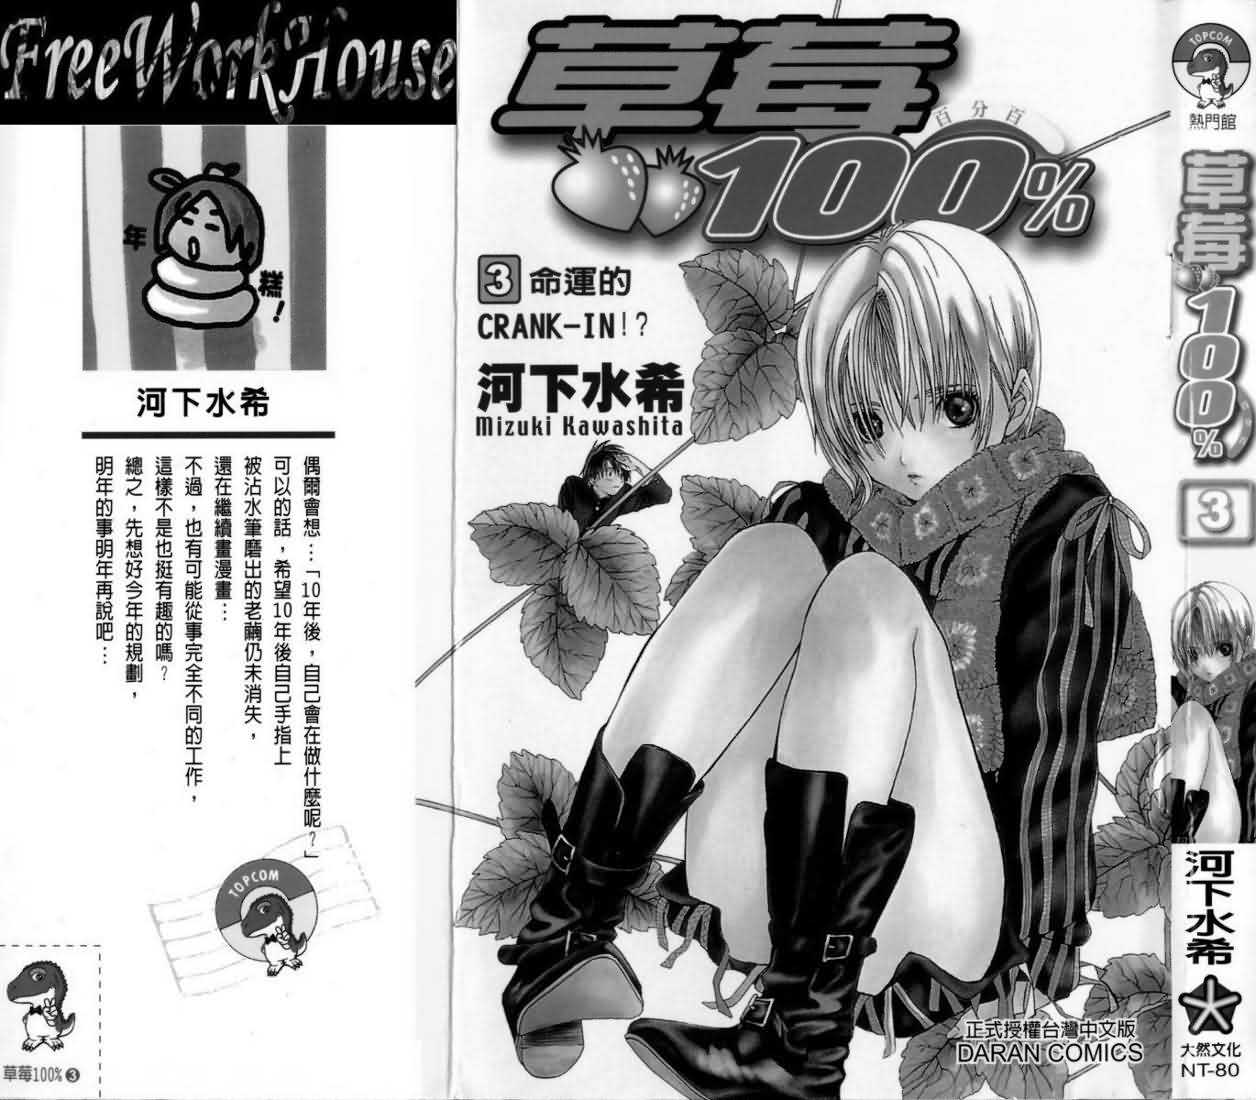 FreeWorkHouse
年
糕!
河下水希
偶爾會想…「10年後，自己會在做什麼呢？」
可以的話，希望10年後自己手指上
被沾水筆磨出的老繭仍未消失，
還在繼續畫漫畫…
不過，也有可能從事完全不同的工作，
這樣不是也挺有趣的嗎？
總之，先想好今年的規劃，
明年的事明年再說吧…
TOPCOM
草莓100% 3
草莓
百分百
100%
3 命運的
CRANK-IN!?
河下水希
Mizuki Kawashita
正式授權台灣中文版
DARAN COMICS
TOPCOM
熱門館
草莓100%
3
河下水希
大然文化
NT-80